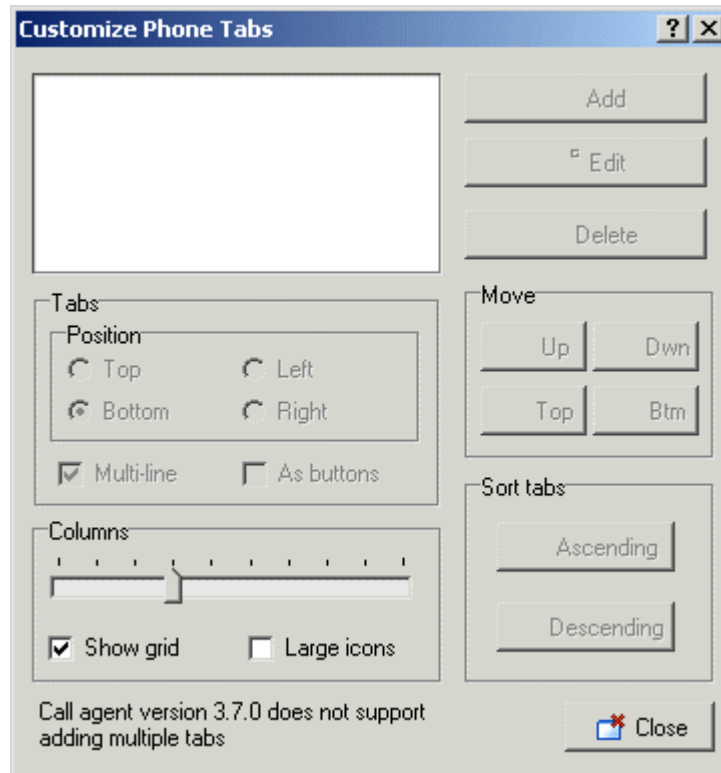 Customize Phone Tabs
Add
Edit
Delete
Tabs
Position
Top Left
Bottom Right
Multi-line As buttons
Move
Up Dwn
Top Btm
Columns
Show grid Large icons
Sort tabs
Ascending
Descending
Call agent version 3.7.0 does not support
adding multiple tabs
Close